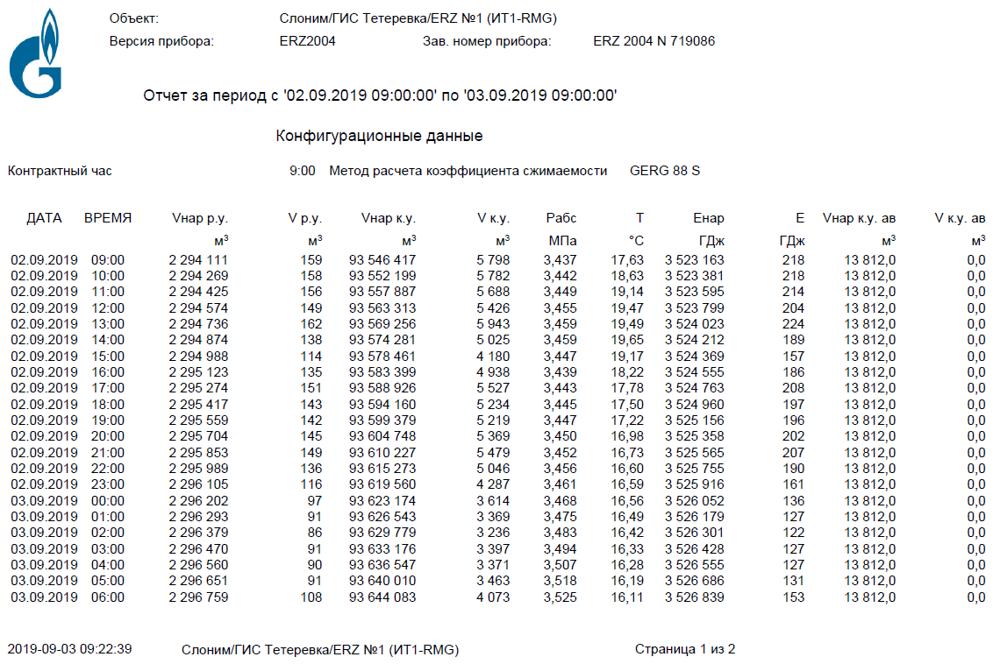 Объект: Слоним/ГИС Тетеревка/ERZ №1 (ИТ1-RMG)
Версия прибора: ERZ2004 Зав. номер прибора: ERZ 2004 N 719086
Отчет за период с '02.09.2019 09:00:00' по '03.09.2019 09:00:00'
Конфигурационные данные
Контрактный час 9:00 Метод расчета коэффициента сжимаемости GERG 88 S
ДАТА ВРЕМЯ Vнар р.у. V р.у. Vнар к.у. V к.у. Рабс Т Енар Е Vнар к.у. ав V к.у. ав
м³ м³ м³ м³ МПа °С ГДж ГДж м³ м³
02.09.2019 09:00 2 294 111 159 93 546 417 5 798 3,437 17,63 3 523 163 218 13 812,0 0,0
02.09.2019 10:00 2 294 269 158 93 552 199 5 782 3,442 18,63 3 523 381 218 13 812,0 0,0
02.09.2019 11:00 2 294 425 156 93 557 887 5 688 3,449 19,14 3 523 595 214 13 812,0 0,0
02.09.2019 12:00 2 294 574 149 93 563 313 5 426 3,455 19,47 3 523 799 204 13 812,0 0,0
02.09.2019 13:00 2 294 736 162 93 569 256 5 943 3,459 19,49 3 524 023 224 13 812,0 0,0
02.09.2019 14:00 2 294 874 138 93 574 281 5 025 3,459 19,65 3 524 212 189 13 812,0 0,0
02.09.2019 15:00 2 294 988 114 93 578 461 4 180 3,447 19,17 3 524 369 157 13 812,0 0,0
02.09.2019 16:00 2 295 123 135 93 583 399 4 938 3,439 18,22 3 524 555 186 13 812,0 0,0
02.09.2019 17:00 2 295 274 151 93 588 926 5 527 3,443 17,78 3 524 763 208 13 812,0 0,0
02.09.2019 18:00 2 295 417 143 93 594 160 5 234 3,445 17,50 3 524 960 197 13 812,0 0,0
02.09.2019 19:00 2 295 559 142 93 599 379 5 219 3,447 17,22 3 525 156 196 13 812,0 0,0
02.09.2019 20:00 2 295 704 145 93 604 748 5 369 3,450 16,98 3 525 358 202 13 812,0 0,0
02.09.2019 21:00 2 295 853 149 93 610 227 5 479 3,452 16,73 3 525 565 207 13 812,0 0,0
02.09.2019 22:00 2 295 989 136 93 615 273 5 046 3,456 16,60 3 525 755 190 13 812,0 0,0
02.09.2019 23:00 2 296 105 116 93 619 560 4 287 3,461 16,59 3 525 916 161 13 812,0 0,0
03.09.2019 00:00 2 296 202 97 93 623 174 3 614 3,468 16,56 3 526 052 136 13 812,0 0,0
03.09.2019 01:00 2 296 293 91 93 626 543 3 369 3,475 16,49 3 526 179 127 13 812,0 0,0
03.09.2019 02:00 2 296 379 86 93 629 779 3 236 3,483 16,42 3 526 301 122 13 812,0 0,0
03.09.2019 03:00 2 296 470 91 93 633 176 3 397 3,494 16,33 3 526 428 127 13 812,0 0,0
03.09.2019 04:00 2 296 560 90 93 636 547 3 371 3,507 16,28 3 526 555 127 13 812,0 0,0
03.09.2019 05:00 2 296 651 91 93 640 010 3 463 3,518 16,19 3 526 686 131 13 812,0 0,0
03.09.2019 06:00 2 296 759 108 93 644 083 4 073 3,525 16,11 3 526 839 153 13 812,0 0,0
2019-09-03 09:22:39 Слоним/ГИС Тетеревка/ERZ №1 (ИТ1-RMG) Страница 1 из 2